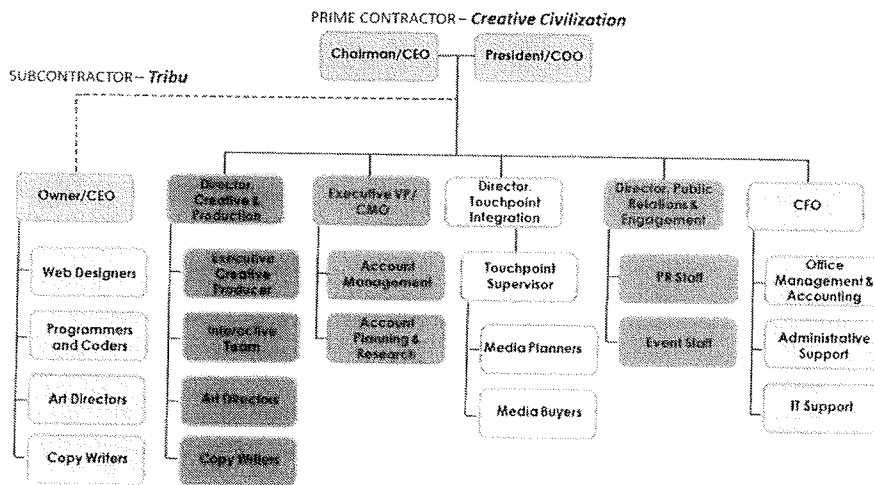 PRIME CONTRACTOR – Creative Civilization
Chairman/CEO
President/COO
SUBCONTRACTOR – Tribu
Owner/CEO
Web Designers
Programmers
and Coders
Art Directors
Copy Writers
Director,
Creative &
Production
Executive
Creative
Producer
Interactive
Team
Art Directors
Copy Writers
Executive VP/
CMO
Account
Management
Account
Planning &
Research
Director,
Touchpoint
Integration
Touchpoint
Supervisor
Media Planners
Media Buyers
Director, Public
Relations &
Engagement
PR Staff
Event Staff
CFO
Office
Management &
Accounting
Administrative
Support
IT Support